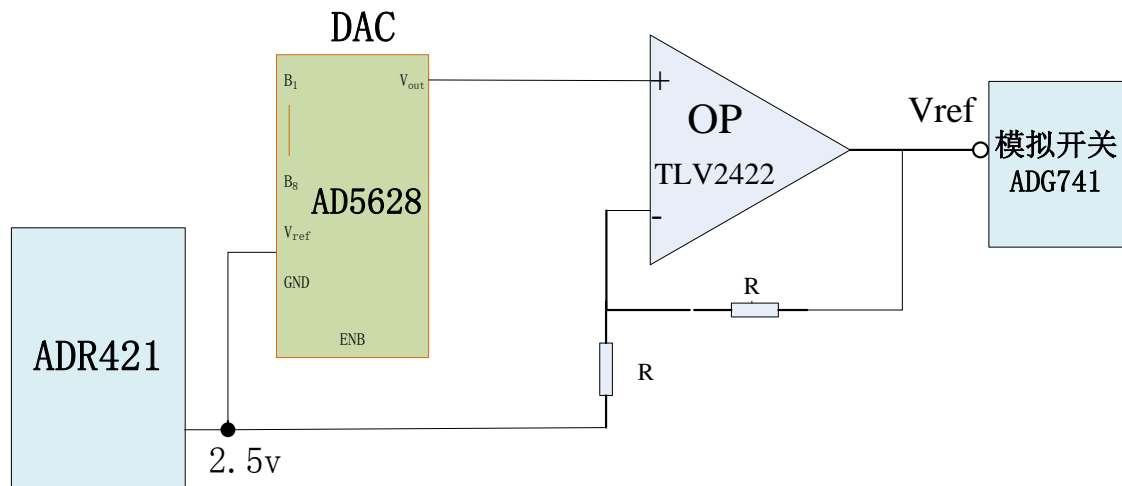 DAC
B1
Vout
B8
AD5628
Vref
GND
ENB
+
OP
TLV2422
-
Vref
模拟开关
ADG741
R
R
ADR421
2.5v